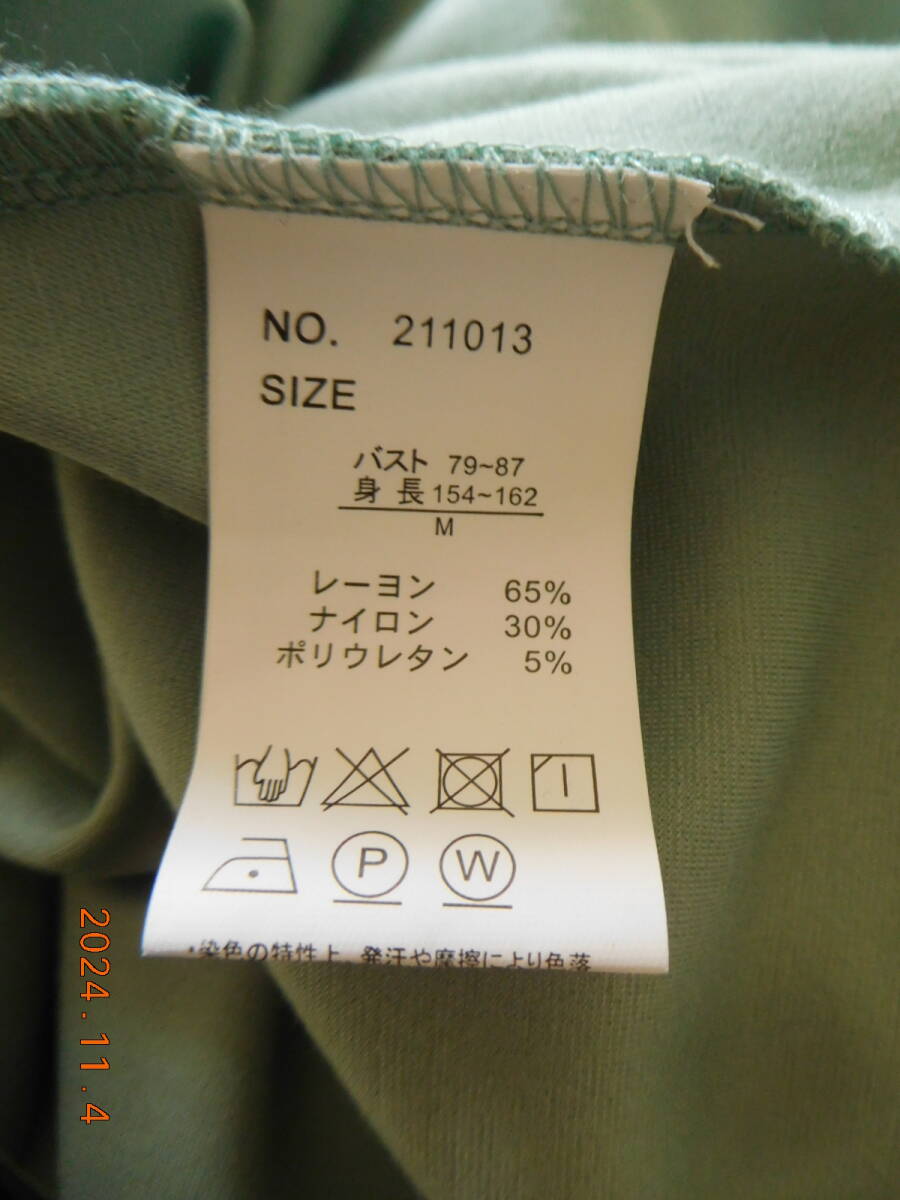 NO. 211013
SIZE
バスト 79~87
身 長 154~162
M
レーヨン 65%
ナイロン 30%
ポリウレタン 5%
P W
*染色の特性上、発汗や摩擦により色落
2024.11.4